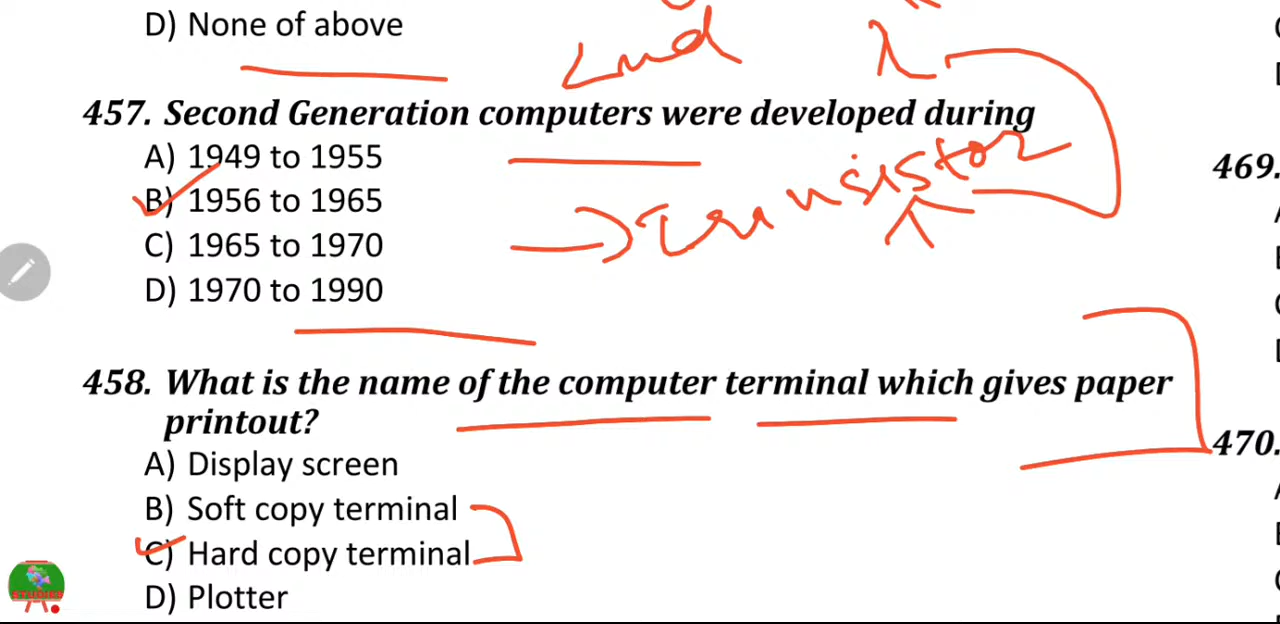 D) None of above
2nd
457. Second Generation computers were developed during
A) 1949 to 1955
B) 1956 to 1965
C) 1965 to 1970
D) 1970 to 1990
Transistor
458. What is the name of the computer terminal which gives paper
printout?
A) Display screen
B) Soft copy terminal
C) Hard copy terminal
D) Plotter
469.
470.
STUDIES